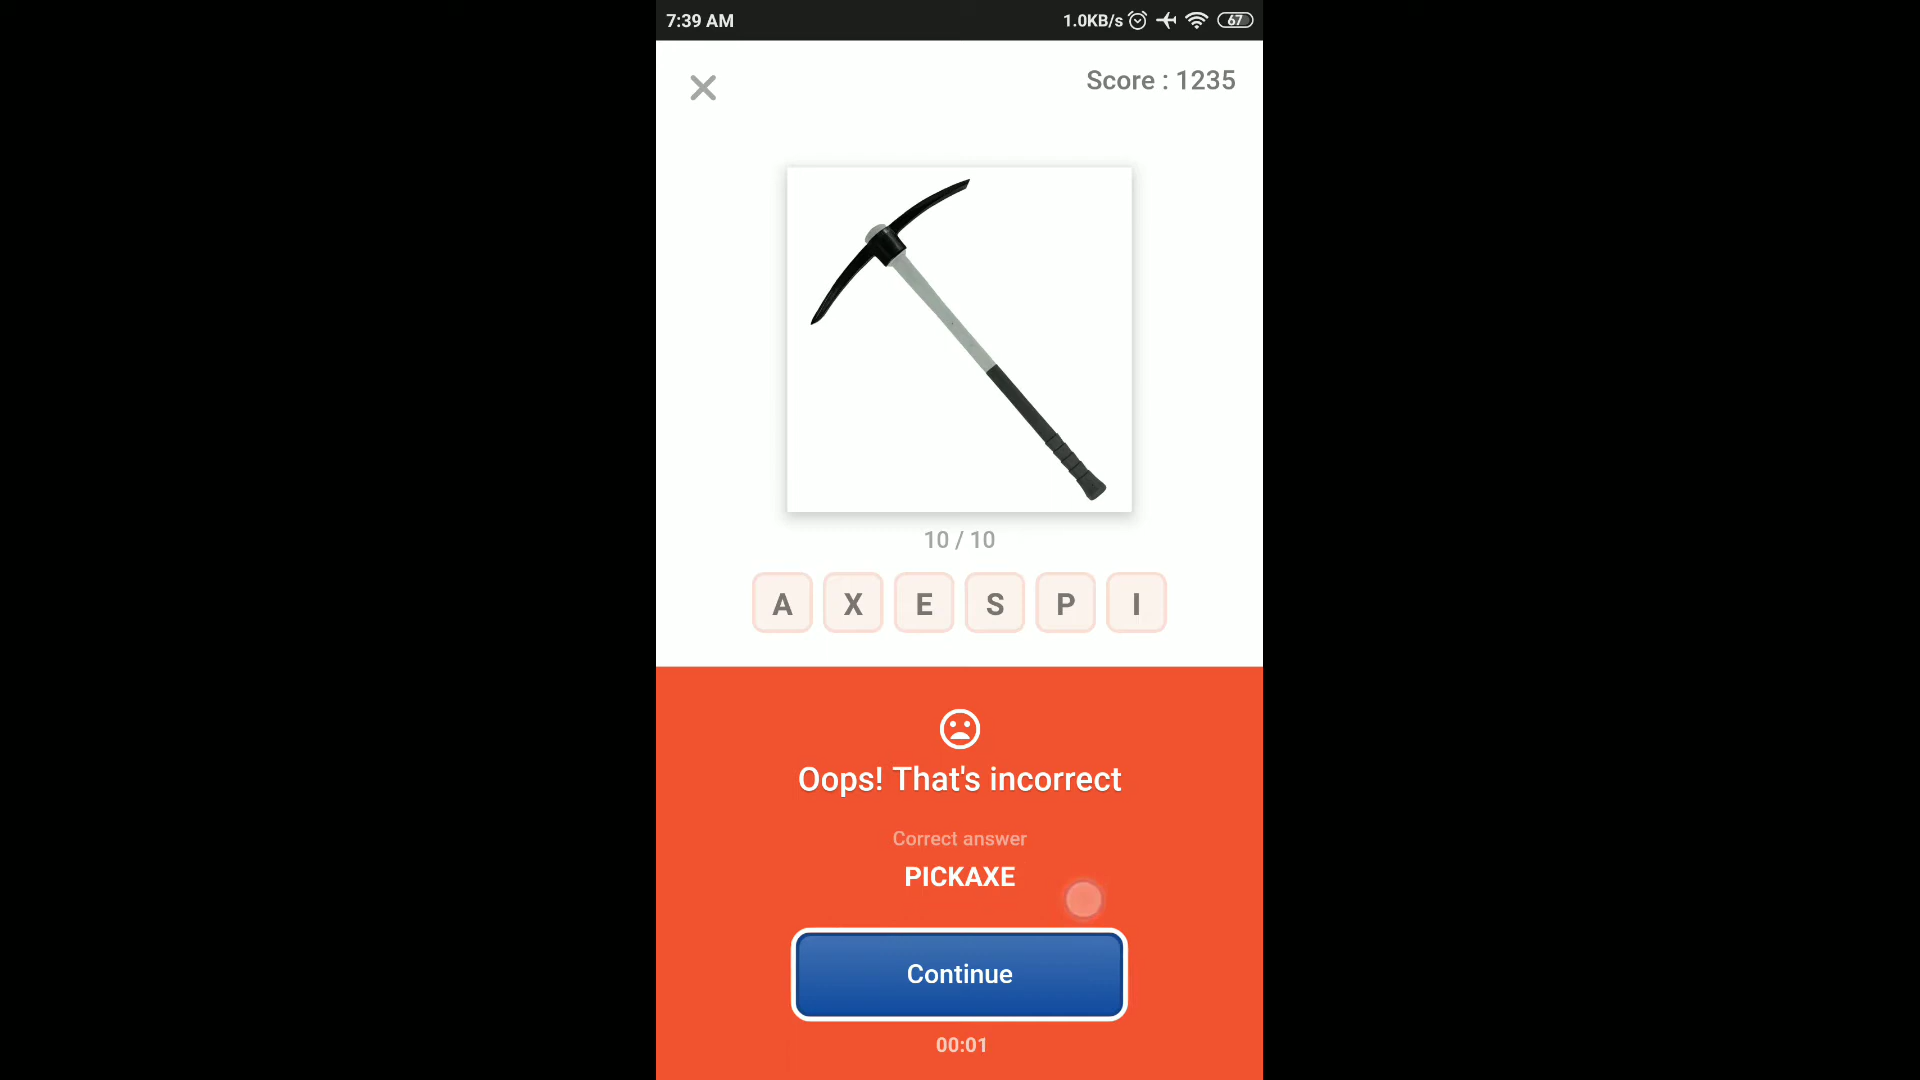 7:39 AM
1.0KB/s
67
Score : 1235
10 / 10
A X E S P I
Oops! That's incorrect
Correct answer
PICKAXE
Continue
00:01